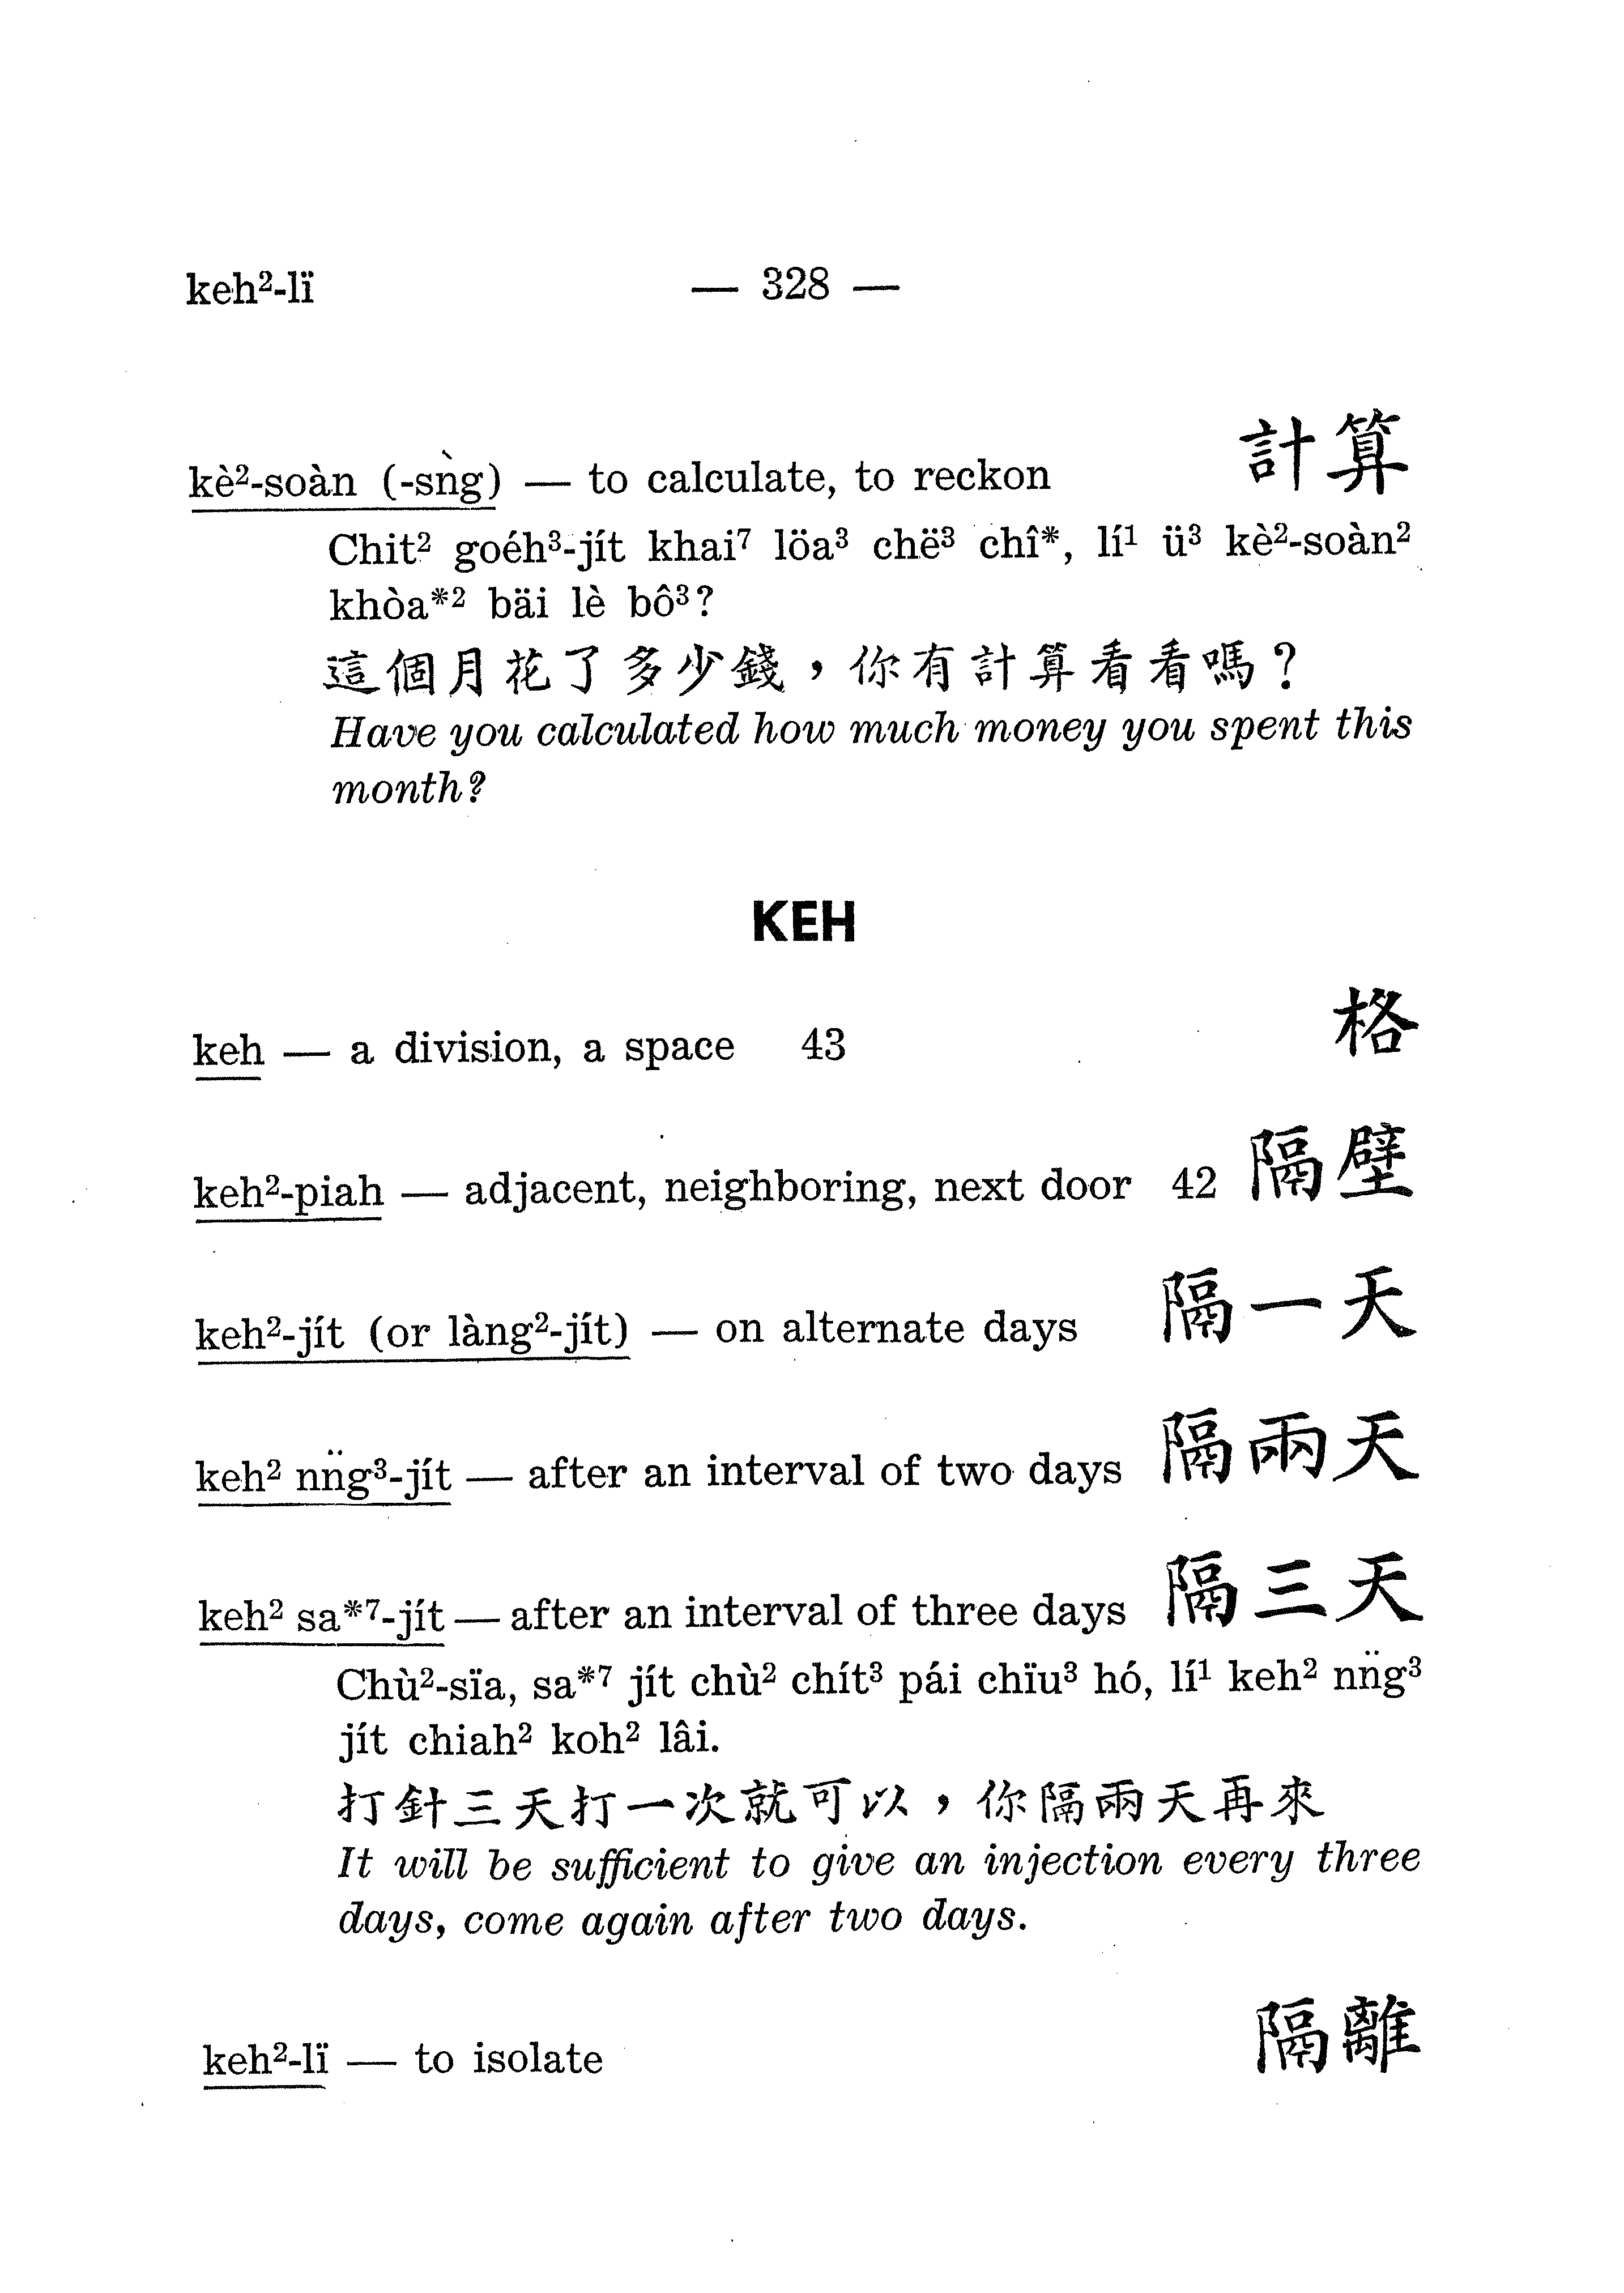 keh²-lï — 328 —
kè²-soàn (-sǹg) — to calculate, to reckon 計算
Chit² goéh³-jít khai⁷ löa³ chë³ chî*, lí¹ ü³ kè²-soàn²
khòa*² bäi lè bô³?
這個月花了多少錢，你有計算看看嗎？
Have you calculated how much money you spent this
month?
KEH
keh — a division, a space 43 格
keh²-piah — adjacent, neighboring, next door 42 隔壁
keh²-jít (or làng²-jít) — on alternate days 隔一天
keh² nn̈g³-jít — after an interval of two days 隔兩天
keh² sa*⁷-jít — after an interval of three days 隔三天
Chù²-sïa, sa*⁷ jít chù² chít³ pái chïu³ hó, lí¹ keh² nn̈g³
jít chiah² koh² lâi.
打針三天打一次就可以，你隔兩天再來
It will be sufficient to give an injection every three
days, come again after two days.
keh²-lï — to isolate 隔離